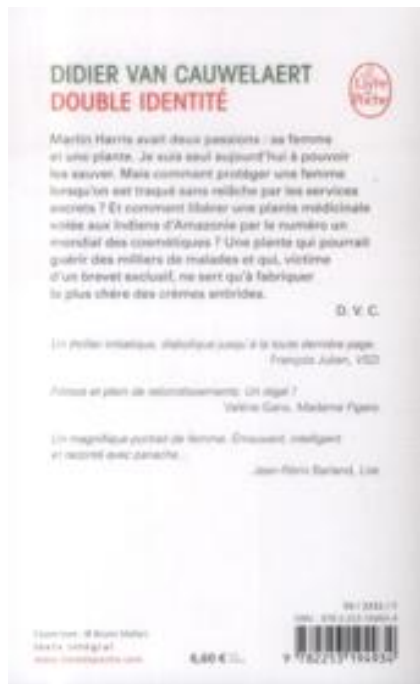 DIDIER VAN CAUWELAERT
DOUBLE IDENTITÉ
Le Livre de Poche
Martin Harris avait deux passions : sa femme
et une plante. Je suis seul aujourd'hui à pouvoir
les sauver. Mais comment protéger une femme
lorsqu'on est traqué sans relâche par les services
secrets ? Et comment libérer une plante médicinale
volée aux Indiens d'Amazonie par le numéro un
mondial des cosmétiques ? Une plante qui pourrait
guérir des milliers de malades et qui, victime
d'un brevet exclusif, ne sert qu'à fabriquer
la plus chère des crèmes antirides.
D. V. C.
Un thriller initiatique, diabolique jusqu'à la toute dernière page.
François Julien, VSD
et plein de rebondissements. Un régal !
Valérie Gans, Madame Figaro
Un magnifique portrait de femme. Émouvant, intelligent
et raconté avec panache...
Jean-Rémi Barland, Lire
Couverture : © Bruno Mallart
texte intégral
www.livredepoche.com
6,60 €
9 782253 194934